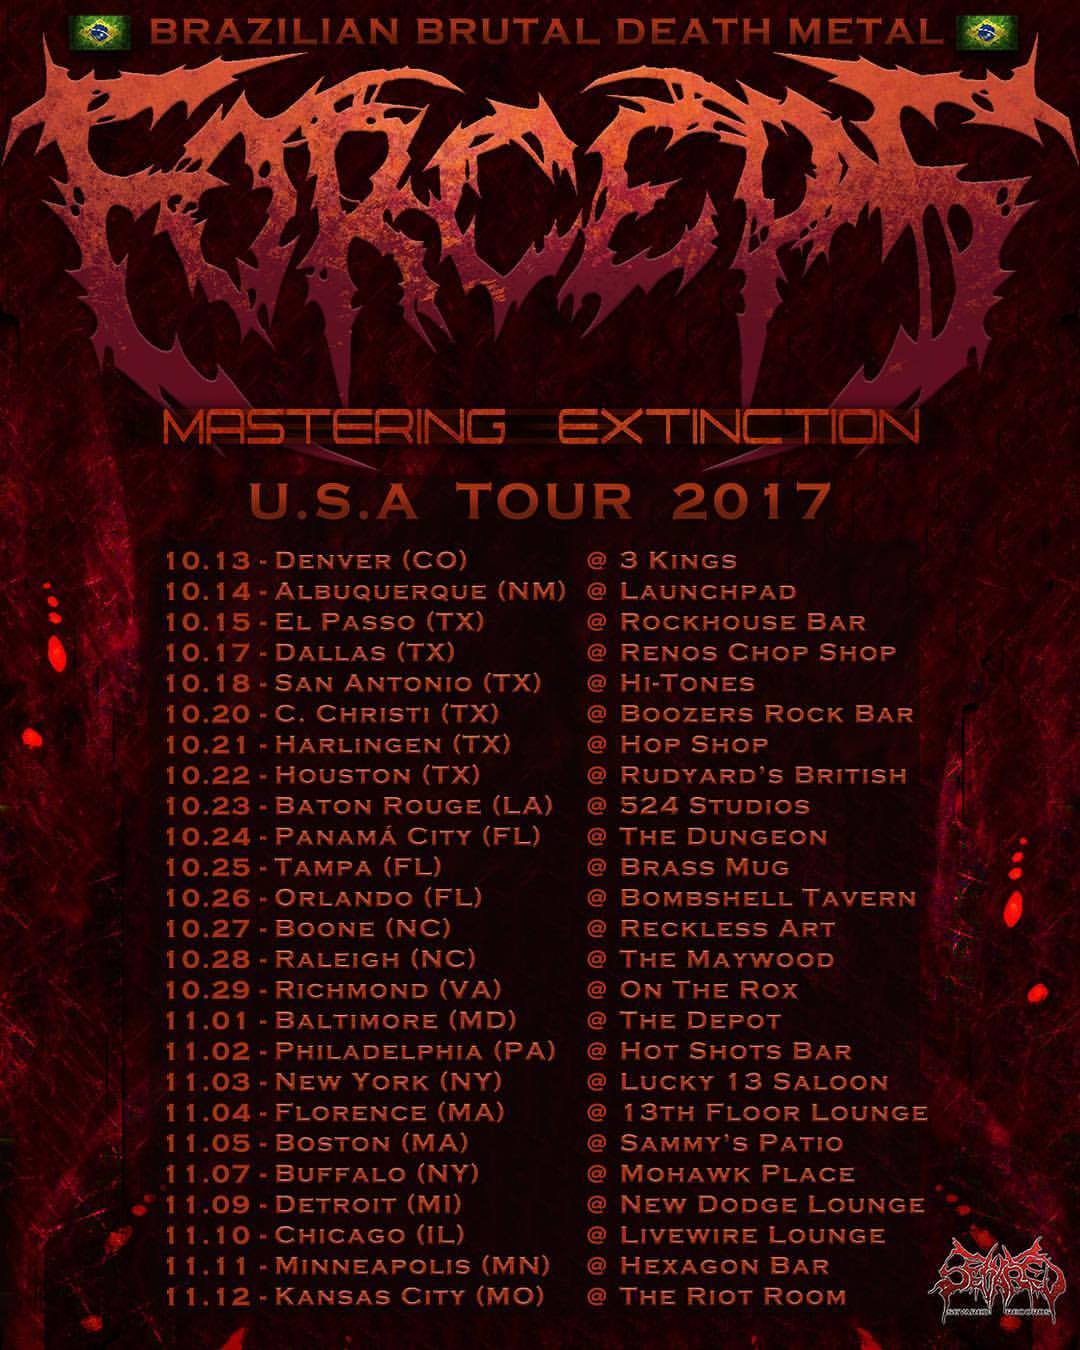 BRAZILIAN BRUTAL DEATH METAL
FORCEPS
MASTERING EXTINCTION
U.S.A TOUR 2017
10.13 - DENVER (CO) @ 3 KINGS
10.14 - ALBUQUERQUE (NM) @ LAUNCHPAD
10.15 - EL PASSO (TX) @ ROCKHOUSE BAR
10.17 - DALLAS (TX) @ RENOS CHOP SHOP
10.18 - SAN ANTONIO (TX) @ HI-TONES
10.20 - C. CHRISTI (TX) @ BOOZERS ROCK BAR
10.21 - HARLINGEN (TX) @ HOP SHOP
10.22 - HOUSTON (TX) @ RUDYARD'S BRITISH
10.23 - BATON ROUGE (LA) @ 524 STUDIOS
10.24 - PANAMÁ CITY (FL) @ THE DUNGEON
10.25 - TAMPA (FL) @ BRASS MUG
10.26 - ORLANDO (FL) @ BOMBSHELL TAVERN
10.27 - BOONE (NC) @ RECKLESS ART
10.28 - RALEIGH (NC) @ THE MAYWOOD
10.29 - RICHMOND (VA) @ ON THE ROX
11.01 - BALTIMORE (MD) @ THE DEPOT
11.02 - PHILADELPHIA (PA) @ HOT SHOTS BAR
11.03 - NEW YORK (NY) @ LUCKY 13 SALOON
11.04 - FLORENCE (MA) @ 13TH FLOOR LOUNGE
11.05 - BOSTON (MA) @ SAMMY'S PATIO
11.07 - BUFFALO (NY) @ MOHAWK PLACE
11.09 - DETROIT (MI) @ NEW DODGE LOUNGE
11.10 - CHICAGO (IL) @ LIVEWIRE LOUNGE
11.11 - MINNEAPOLIS (MN) @ HEXAGON BAR
11.12 - KANSAS CITY (MO) @ THE RIOT ROOM
SEVARED
SEVARED RECORDS